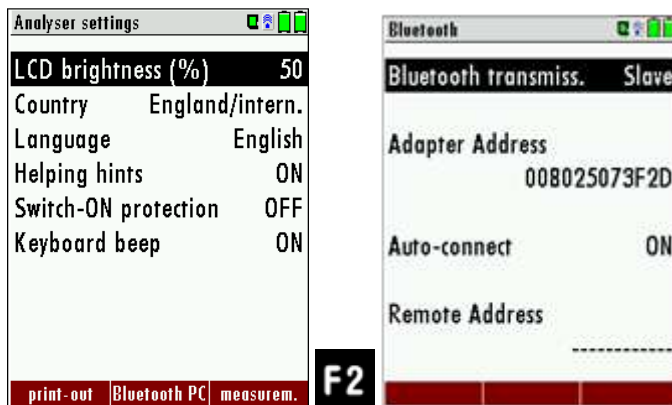 Analyser settings
LCD brightness (%) 50
Country England/intern.
Language English
Helping hints ON
Switch-ON protection OFF
Keyboard beep ON
print-out Bluetooth PC measurem.
F2
Bluetooth
Bluetooth transmiss. Slave
Adapter Address
008025073F2D
Auto-connect ON
Remote Address
------------